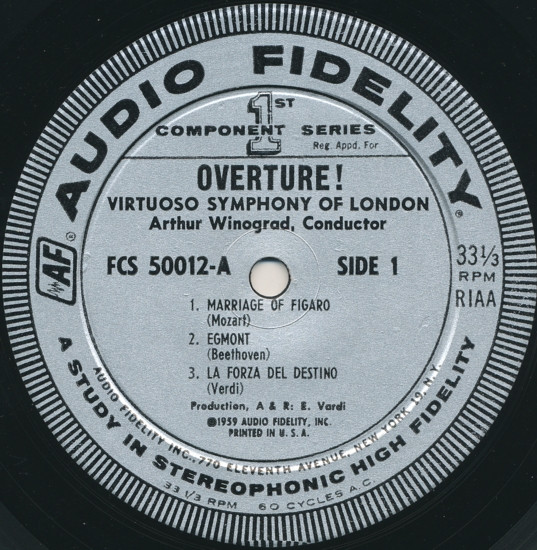 AUDIO FIDELITY®
1ST
COMPONENT SERIES
Reg. Appd. For
OVERTURE!
VIRTUOSO SYMPHONY OF LONDON
Arthur Winograd, Conductor
FCS 50012-A SIDE 1
AF
33 1/3
RPM
RIAA
1. MARRIAGE OF FIGARO
(Mozart)
2. EGMONT
(Beethoven)
3. LA FORZA DEL DESTINO
(Verdi)
Production, A & R: E. Vardi
℗1959 AUDIO FIDELITY, INC.
PRINTED IN U. S. A.
AUDIO FIDELITY INC., 770 ELEVENTH AVENUE, NEW YORK 19, N.Y.
A STUDY IN STEREOPHONIC HIGH FIDELITY
33 1/3 RPM 60 CYCLES A.C.